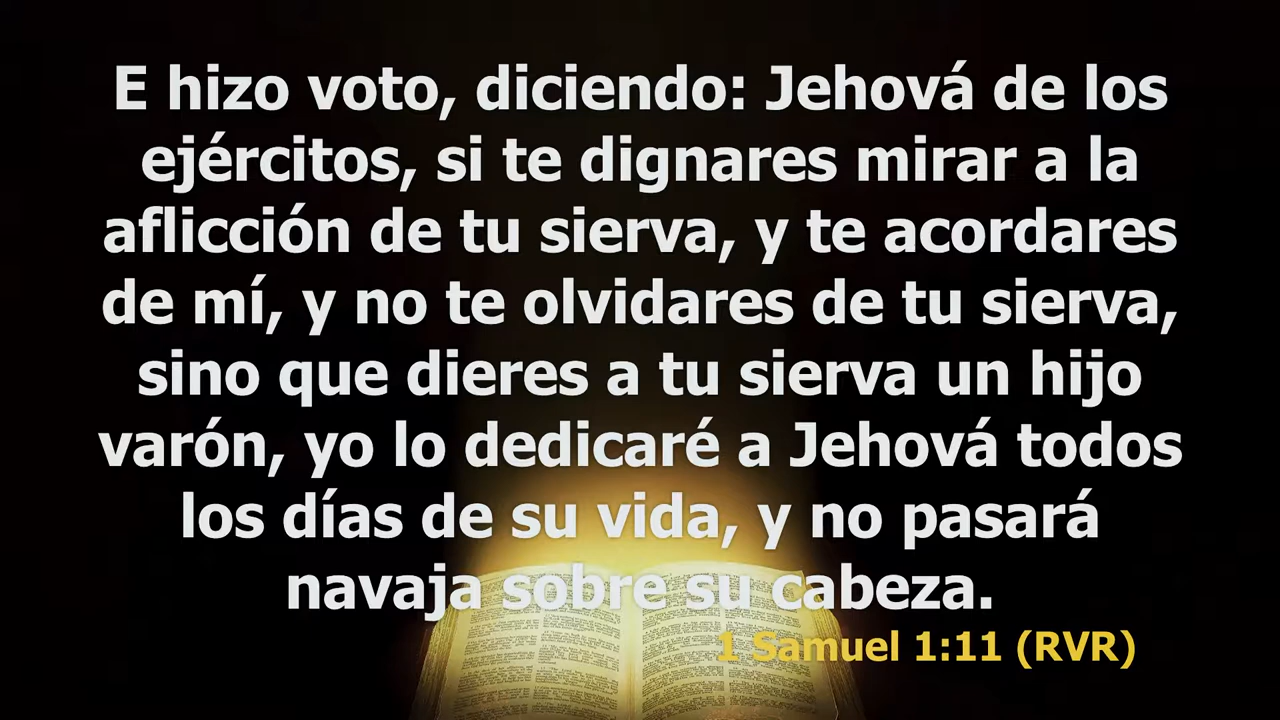 E hizo voto, diciendo: Jehová de los
ejércitos, si te dignares mirar a la
aflicción de tu sierva, y te acordares
de mí, y no te olvidares de tu sierva,
sino que dieres a tu sierva un hijo
varón, yo lo dedicaré a Jehová todos
los días de su vida, y no pasará
navaja sobre su cabeza.
1 Samuel 1:11 (RVR)